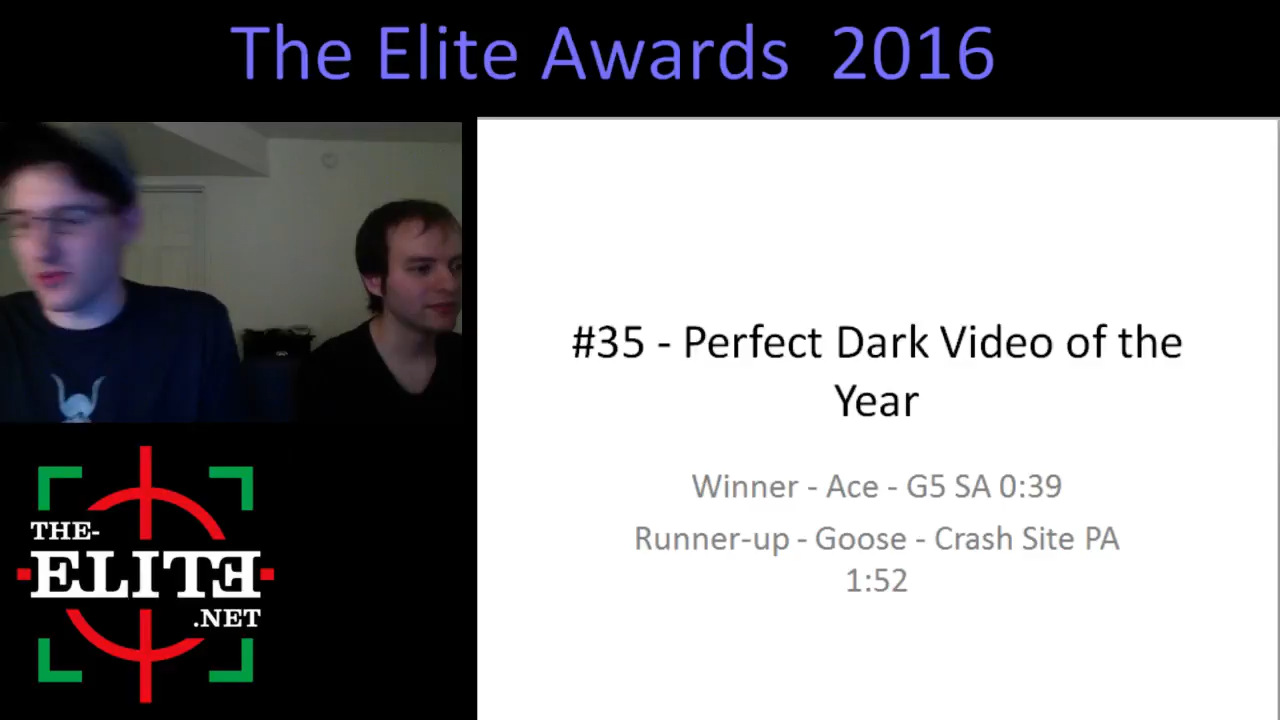 The Elite Awards 2016
#35 - Perfect Dark Video of the
Year
Winner - Ace - G5 SA 0:39
Runner-up - Goose - Crash Site PA
1:52
THE-
ELITE
.NET